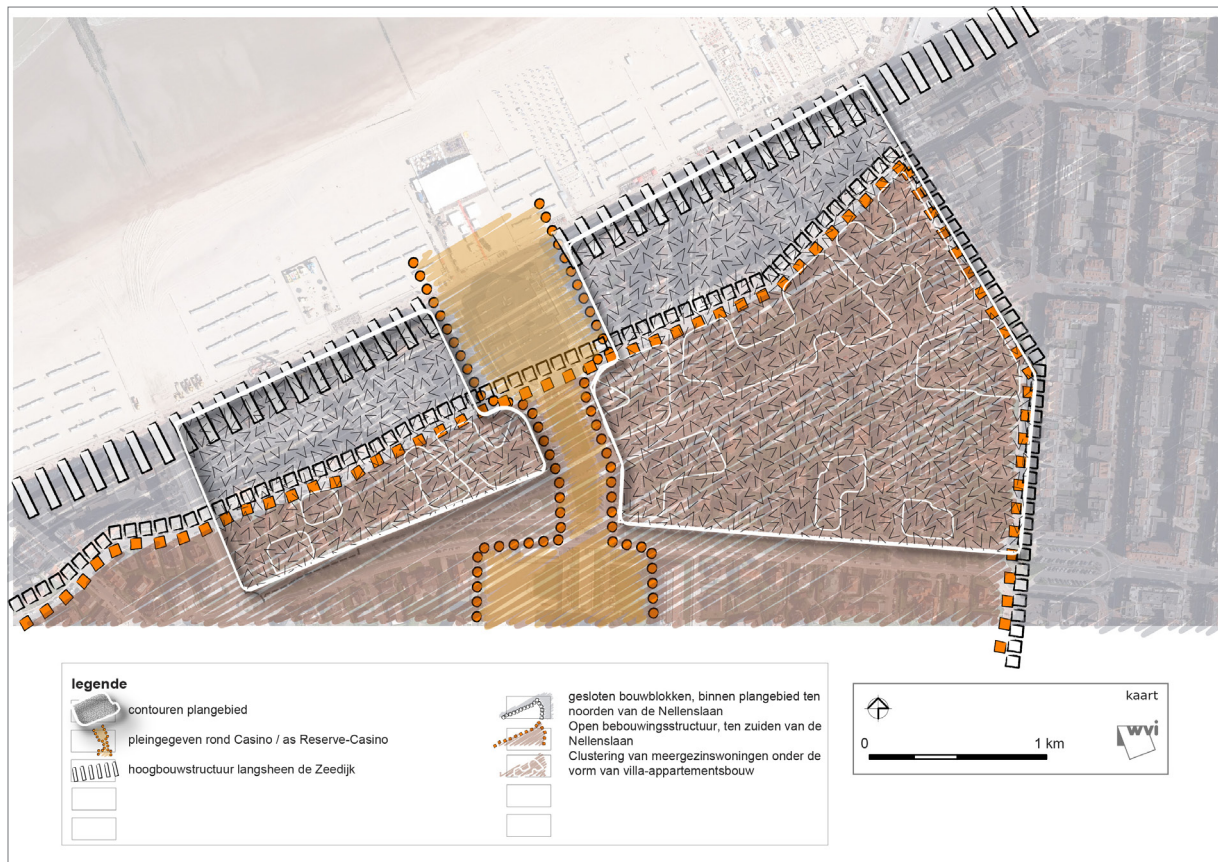 legende
contouren plangebied
pleingegeven rond Casino / as Reserve-Casino
hoogbouwstructuur langsheen de Zeedijk
gesloten bouwblokken, binnen plangebied ten
noorden van de Nellenslaan
Open bebouwingsstructuur, ten zuiden van de
Nellenslaan
Clustering van meergezinswoningen onder de
vorm van villa-appartementsbouw
kaart
0 1 km
wvi